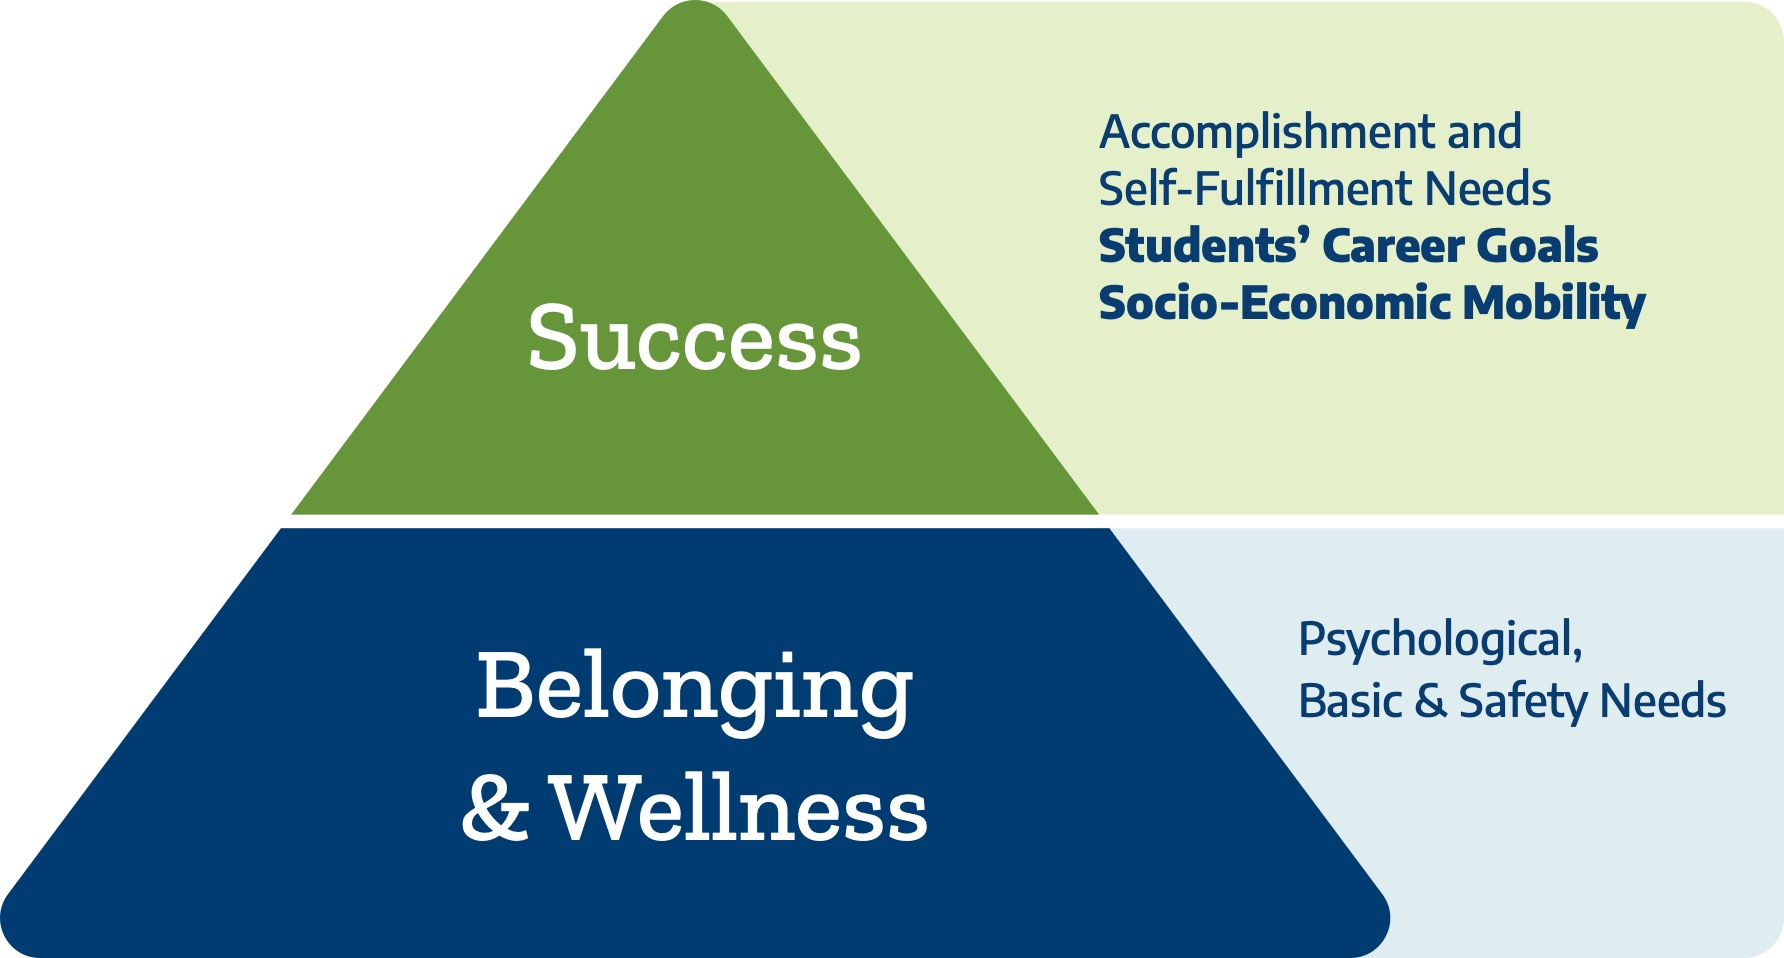 Success
Accomplishment and
Self-Fulfillment Needs
Students’ Career Goals
Socio-Economic Mobility
Belonging
& Wellness
Psychological,
Basic & Safety Needs